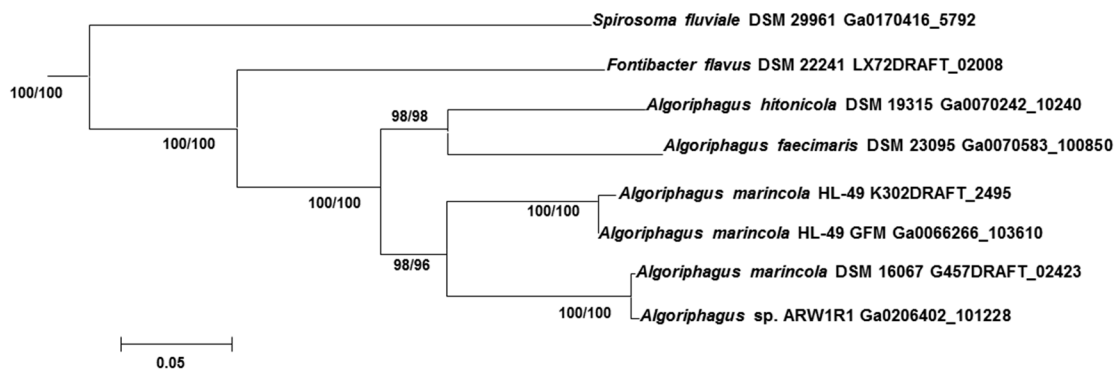 Spirosoma fluviale DSM 29961 Ga0170416_5792
Fontibacter flavus DSM 22241 LX72DRAFT_02008
100/100
Algoriphagus hitonicola DSM 19315 Ga0070242_10240
98/98
100/100
Algoriphagus faecimaris DSM 23095 Ga0070583_100850
Algoriphagus marincola HL-49 K302DRAFT_2495
100/100
100/100
Algoriphagus marincola HL-49 GFM Ga0066266_103610
98/96
Algoriphagus marincola DSM 16067 G457DRAFT_02423
100/100
Algoriphagus sp. ARW1R1 Ga0206402_101228
0.05